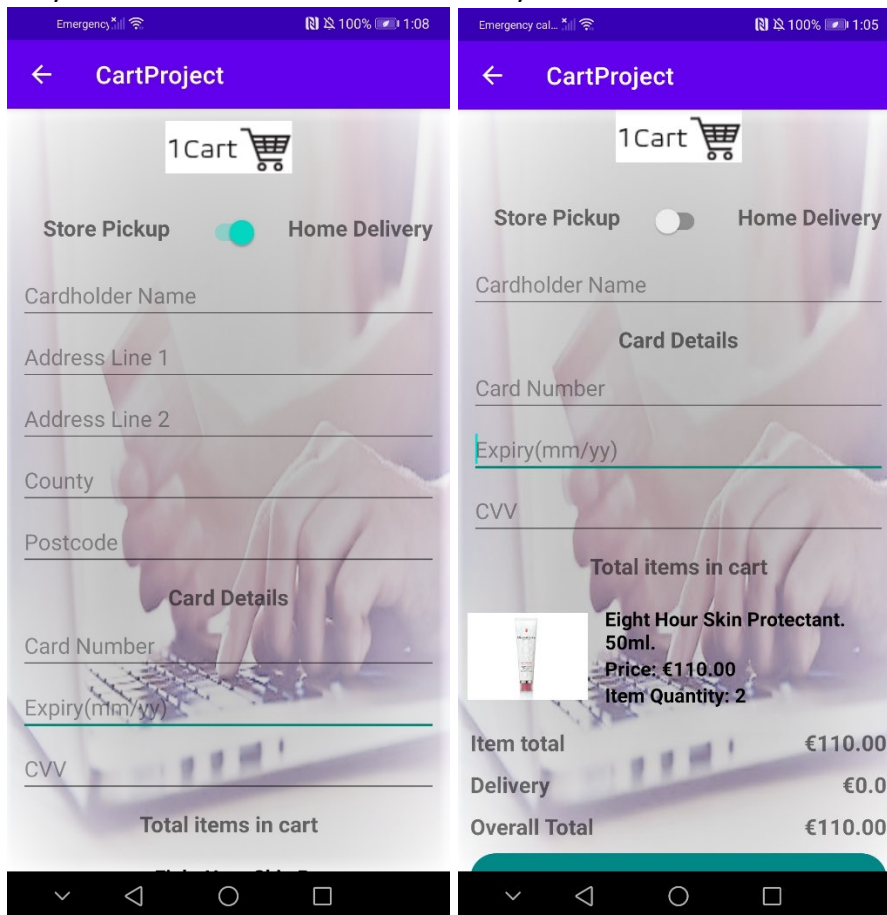 Emergency 100% 1:08
CartProject
1Cart
Store Pickup Home Delivery
Cardholder Name
Address Line 1
Address Line 2
County
Postcode
Card Details
Card Number
Expiry(mm/yy)
CVV
Total items in cart
Emergency cal... 100% 1:05
CartProject
1Cart
Store Pickup Home Delivery
Cardholder Name
Card Details
Card Number
Expiry(mm/yy)
CVV
Total items in cart
Eight Hour Skin Protectant.
50ml.
Price: €110.00
Item Quantity: 2
Item total €110.00
Delivery €0.0
Overall Total €110.00